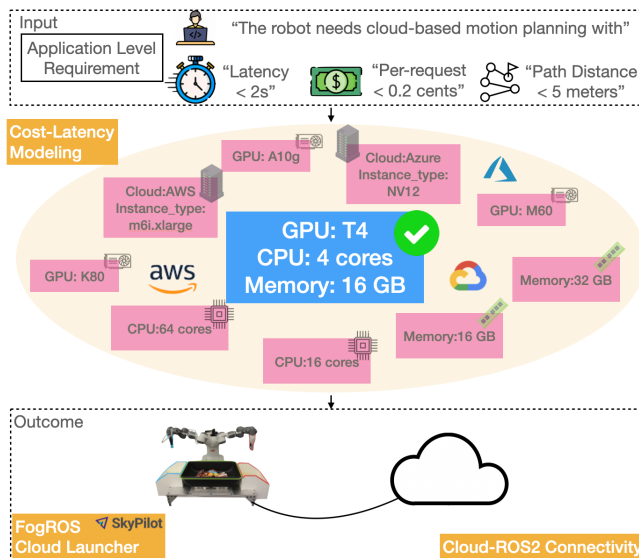 Input
Application Level
Requirement
“The robot needs cloud-based motion planning with”
“Latency
< 2s”
“Per-request
< 0.2 cents”
“Path Distance
< 5 meters”
Cost-Latency
Modeling
GPU: A10g
Cloud:Azure
Instance_type:
NV12
Cloud:AWS
Instance_type:
m6i.xlarge
GPU: M60
GPU: T4
CPU: 4 cores
Memory: 16 GB
GPU: K80
aws
Memory:32 GB
CPU:64 cores
Memory:16 GB
CPU:16 cores
Outcome
FogROS
Cloud Launcher
SkyPilot
Cloud-ROS2 Connectivity